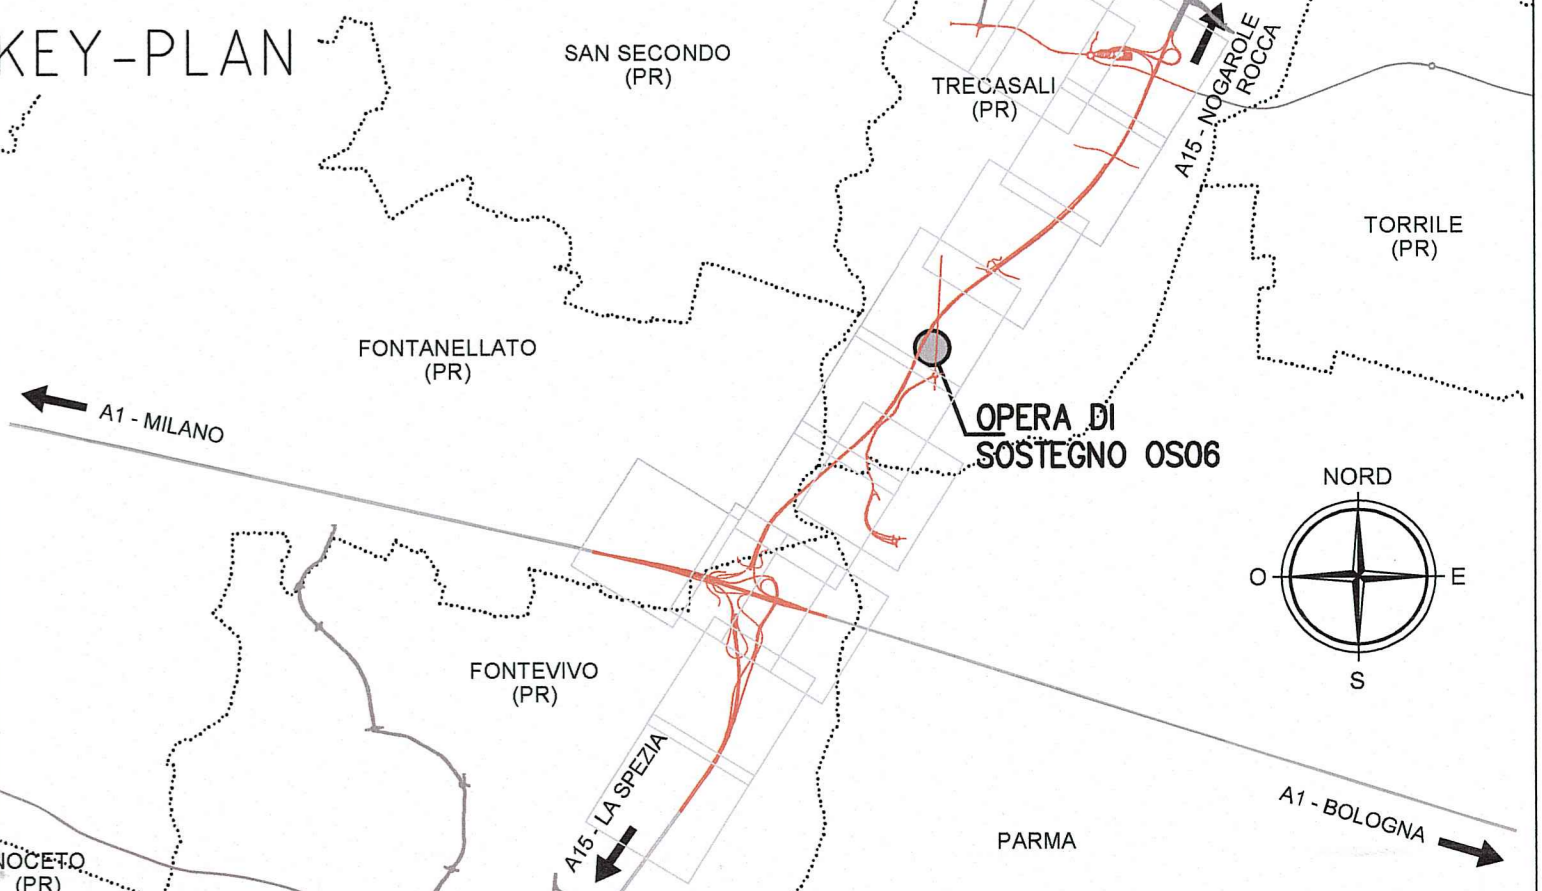 KEY-PLAN
SAN SECONDO
(PR)
TRECASALI
(PR)
A15 - NOGAROLE
ROCCA
TORRILE
(PR)
FONTANELLATO
(PR)
A1 - MILANO
OPERA DI
SOSTEGNO OS06
NORD
O
E
S
FONTEVIVO
(PR)
A15 - LA SPEZIA
A1 - BOLOGNA
PARMA
NOCETO
(PR)